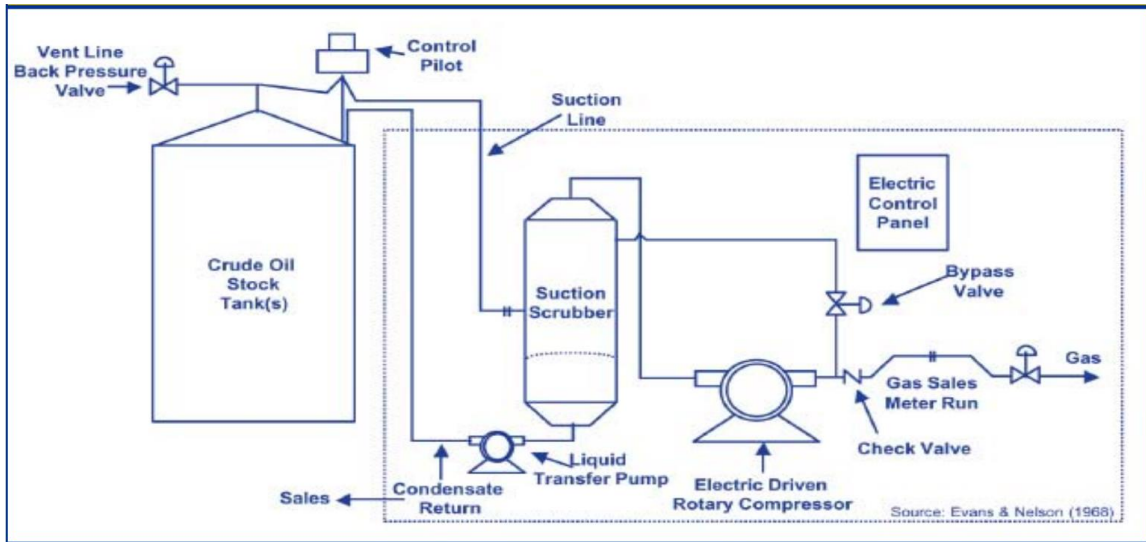 Vent Line
Back Pressure
Valve
Control
Pilot
Suction
Line
Electric
Control
Panel
Crude Oil
Stock
Tank(s)
Suction
Scrubber
Bypass
Valve
Gas
Gas Sales
Meter Run
Check Valve
Liquid
Transfer Pump
Electric Driven
Rotary Compressor
Sales
Condensate
Return
Source: Evans & Nelson (1968)